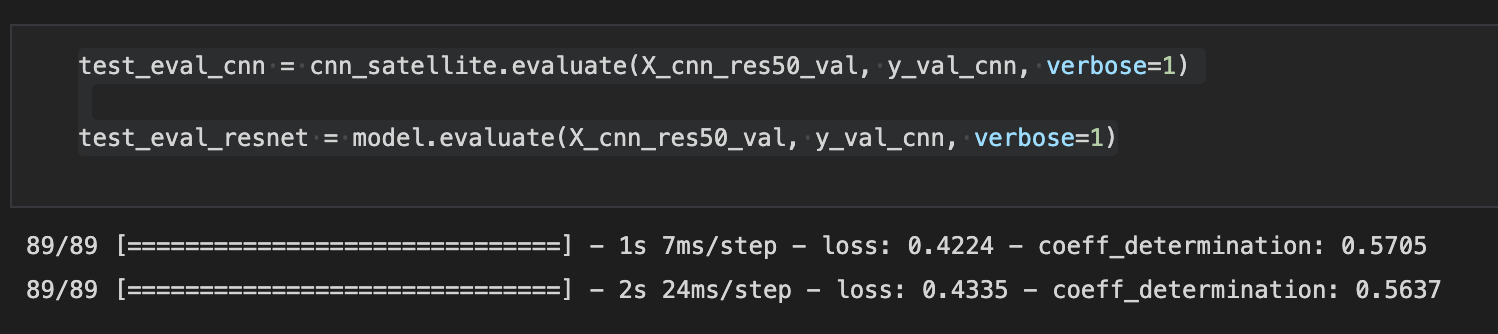 test_eval_cnn = cnn_satellite.evaluate(X_cnn_res50_val, y_val_cnn, verbose=1)
test_eval_resnet = model.evaluate(X_cnn_res50_val, y_val_cnn, verbose=1)
89/89 [==============================] - 1s 7ms/step - loss: 0.4224 - coeff_determination: 0.5705
89/89 [==============================] - 2s 24ms/step - loss: 0.4335 - coeff_determination: 0.5637